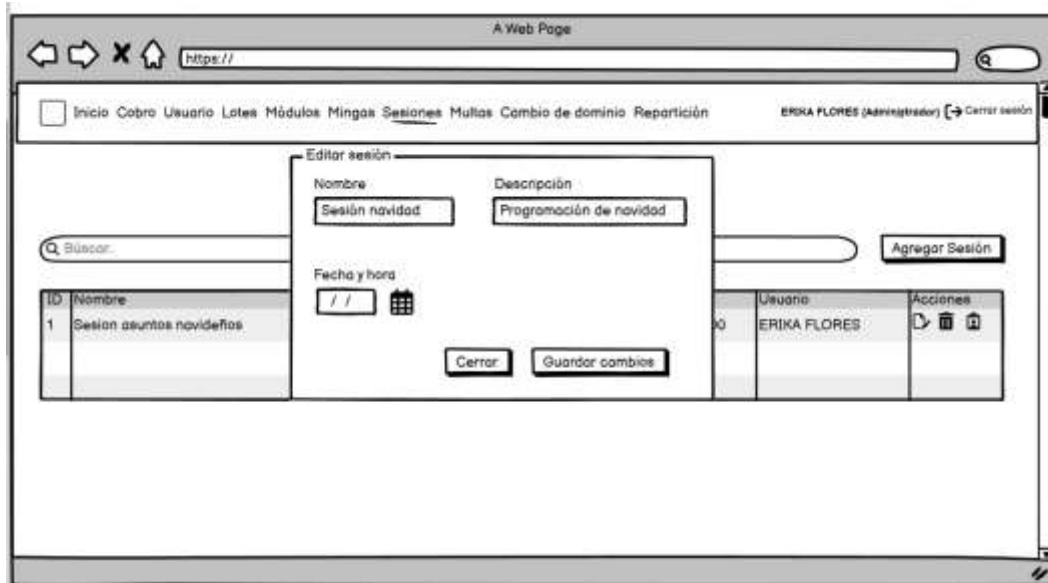 A Web Page
https://
Inicio Cobro Usuario Lotes Módulos Mingas Sesiones Multas Cambio de dominio Repartición
ERIKA FLORES (Administrador) Cerrar sesión
Editar sesión
Nombre Descripción
Sesión navidad Programación de navidad
Búscar..
Agregar Sesión
Fecha y hora
/ /
ID Nombre Usuario Acciones
1 Sesion asuntos navideños ERIKA FLORES
Cerrar Guardar cambios